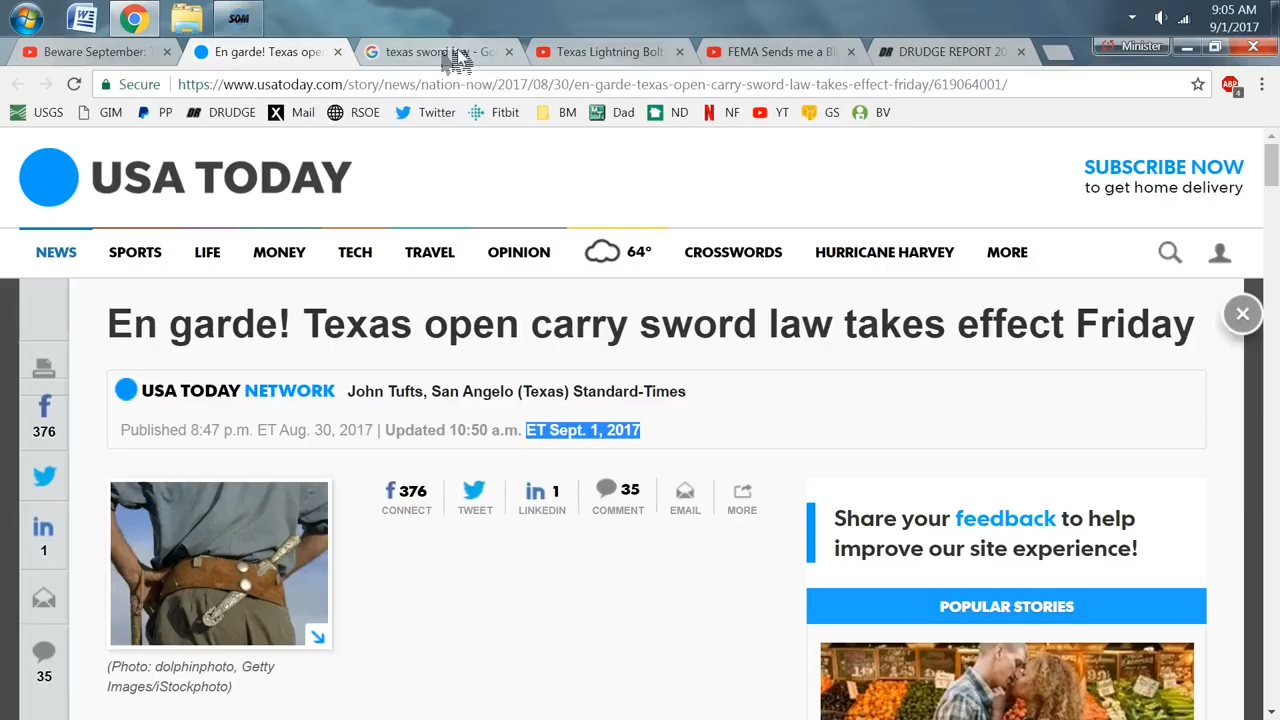 9:05 AM
SOM
9/1/2017
Beware September:
En garde! Texas oper
texas sword law - Go
Texas Lightning Bolt
FEMA Sends me a B
DRUDGE REPORT 20
Minister
Secure
https://www.usatoday.com/story/news/nation-now/2017/08/30/en-garde-texas-open-carry-sword-law-takes-effect-friday/619064001/
ABP
4
USGS GIM PP DRUDGE Mail RSOE Twitter Fitbit BM Dad ND NF YT GS BV
USA TODAY
SUBSCRIBE NOW
to get home delivery
NEWS SPORTS LIFE MONEY TECH TRAVEL OPINION 64° CROSSWORDS HURRICANE HARVEY MORE
En garde! Texas open carry sword law takes effect Friday
USA TODAY NETWORK John Tufts, San Angelo (Texas) Standard-Times
Published 8:47 p.m. ET Aug. 30, 2017 | Updated 10:50 a.m. ET Sept. 1, 2017
376
1
35
376
CONNECT
TWEET
1
LINKEDIN
35
COMMENT
EMAIL
MORE
(Photo: dolphinphoto, Getty
Images/iStockphoto)
Share your feedback to help
improve our site experience!
POPULAR STORIES